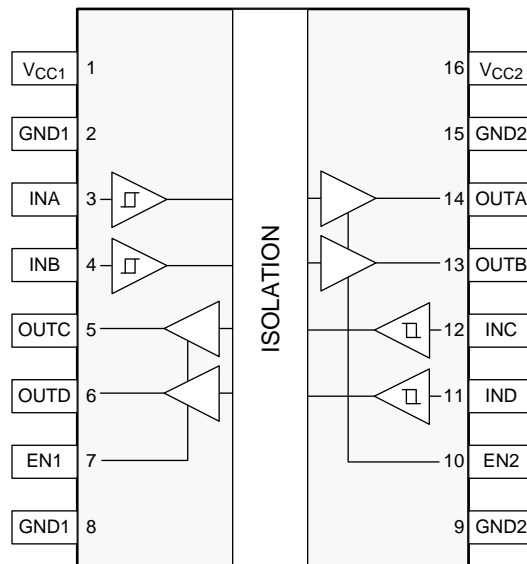 VCC1 1 16 VCC2
GND1 2 15 GND2
INA 3 14 OUTA
INB 4 13 OUTB
ISOLATION
OUTC 5 12 INC
OUTD 6 11 IND
EN1 7 10 EN2
GND1 8 9 GND2